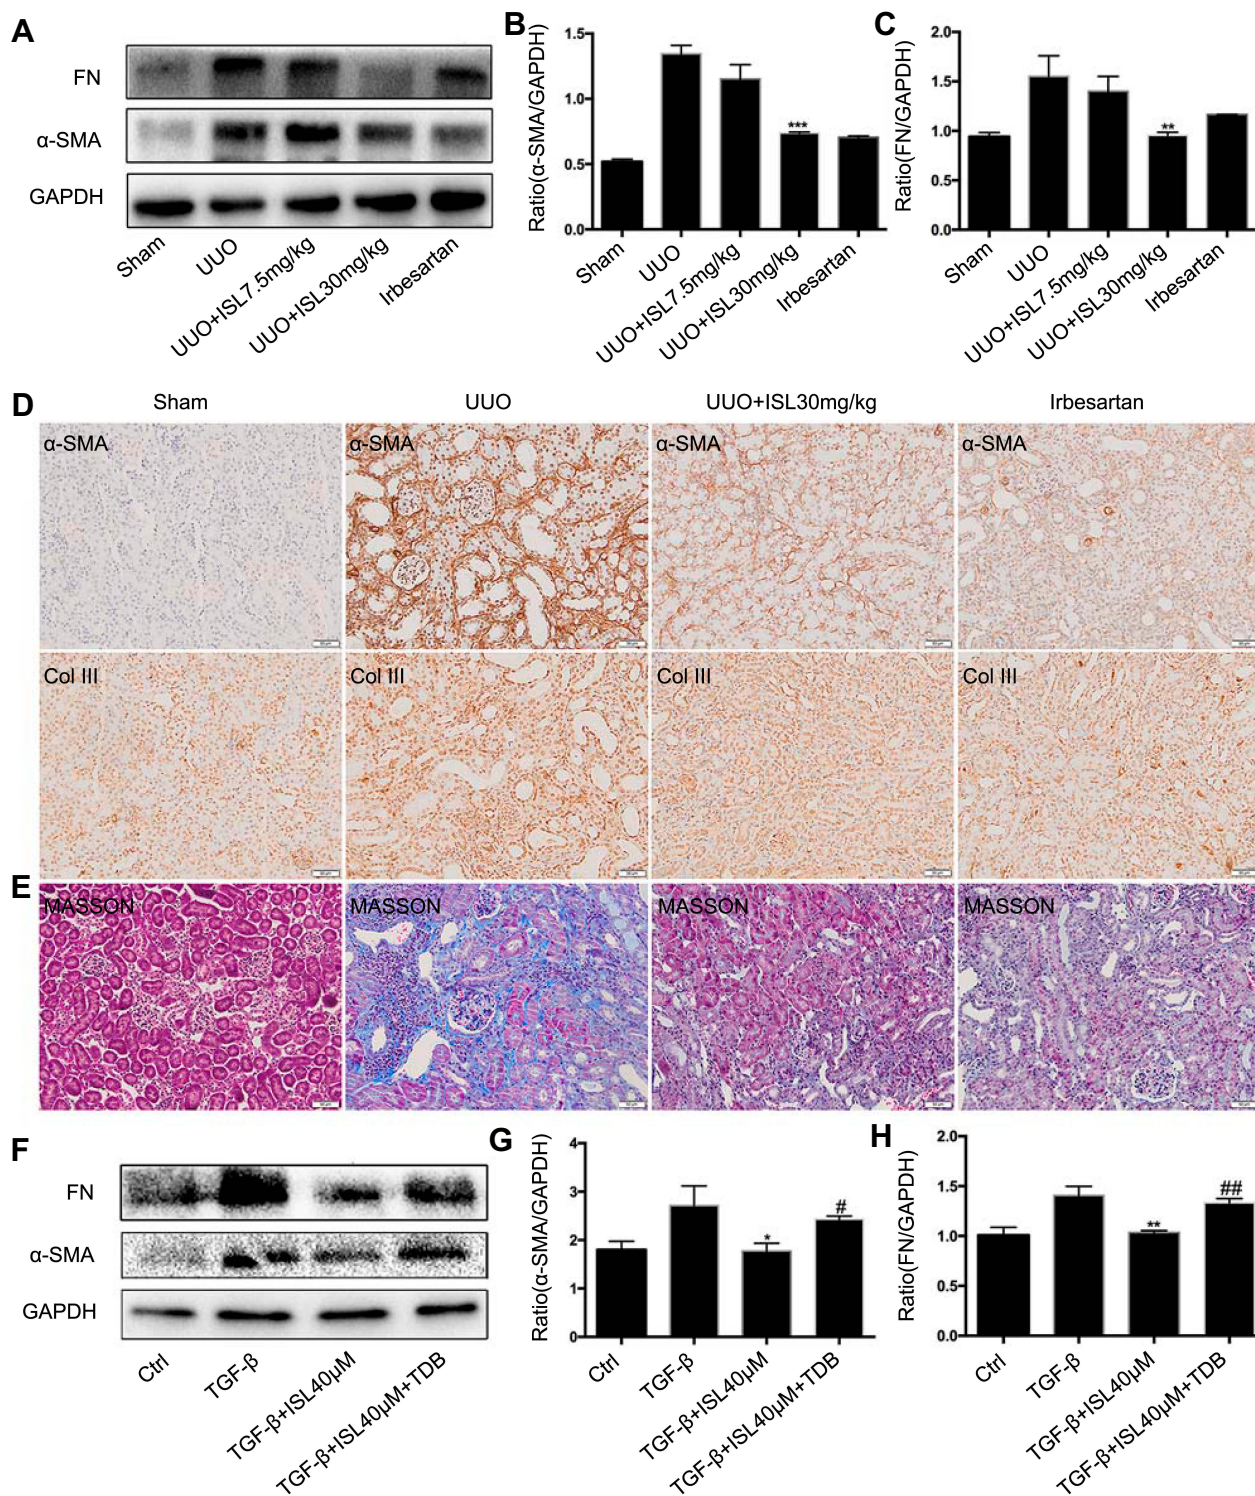 A
FN
α-SMA
GAPDH
Sham
UUO
UUO+ISL7.5mg/kg
UUO+ISL30mg/kg
Irbesartan
B
Ratio(α-SMA/GAPDH)
1.5
1.0
0.5
0.0
***
Sham
UUO
UUO+ISL7.5mg/kg
UUO+ISL30mg/kg
Irbesartan
C
Ratio(FN/GAPDH)
2.0
1.5
1.0
0.5
0.0
**
Sham
UUO
UUO+ISL7.5mg/kg
UUO+ISL30mg/kg
Irbesartan
D
Sham
UUO
UUO+ISL30mg/kg
Irbesartan
α-SMA
α-SMA
α-SMA
α-SMA
Col III
Col III
Col III
Col III
E
MASSON
MASSON
MASSON
MASSON
F
FN
α-SMA
GAPDH
Ctrl
TGF-β
TGF-β+ISL40μM
TGF-β+ISL40μM+TDB
G
Ratio(α-SMA/GAPDH)
4
3
2
1
0
*
#
Ctrl
TGF-β
TGF-β+ISL40μM
TGF-β+ISL40μM+TDB
H
Ratio(FN/GAPDH)
2.0
1.5
1.0
0.5
0.0
**
##
Ctrl
TGF-β
TGF-β+ISL40μM
TGF-β+ISL40μM+TDB